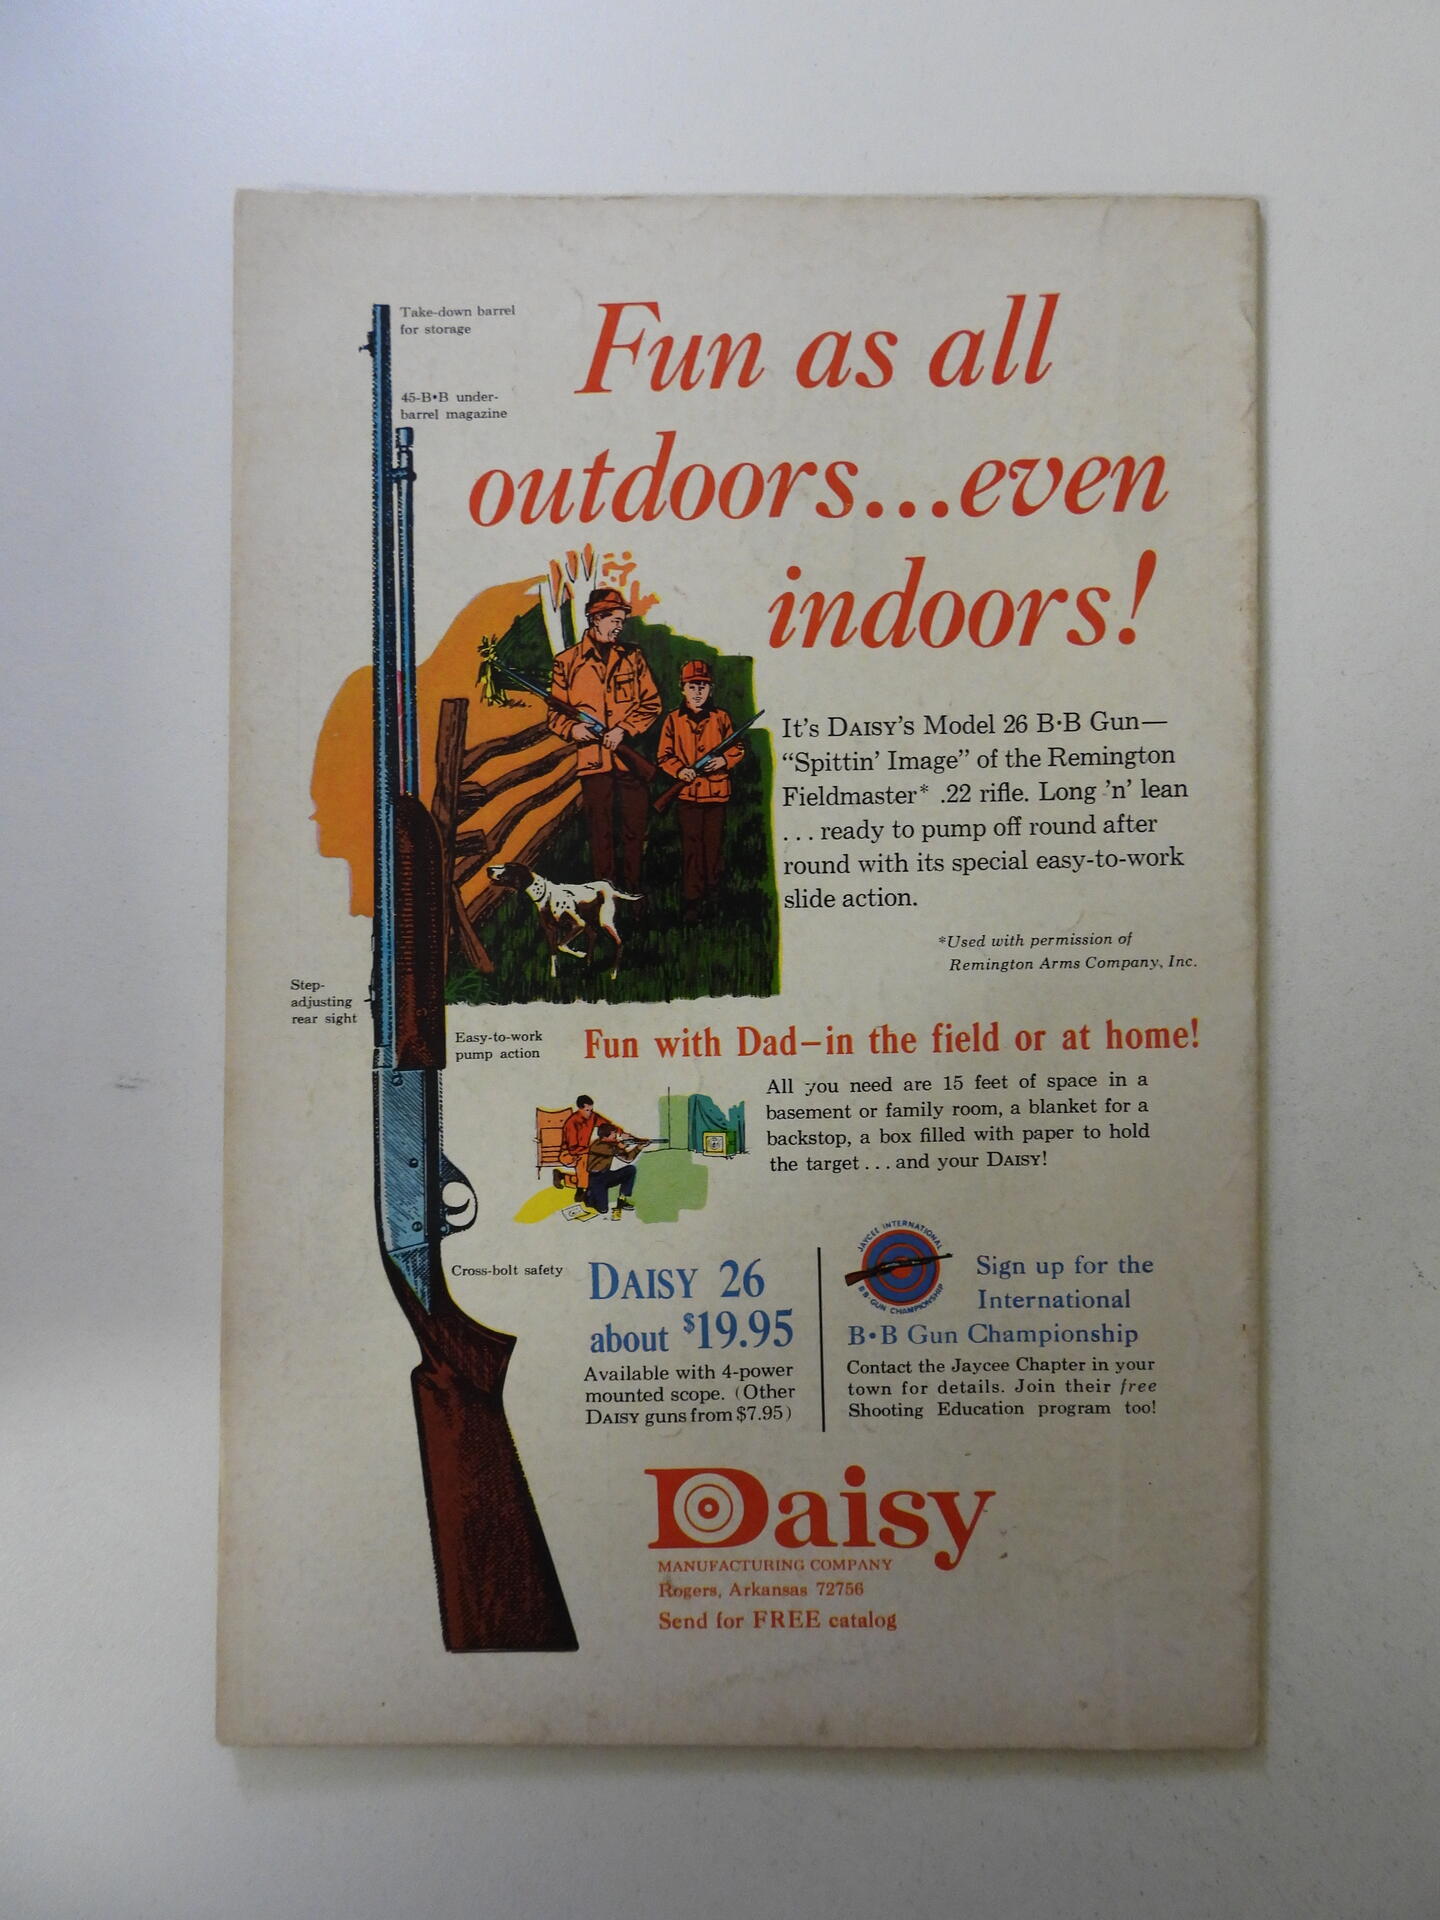 Take-down barrel
for storage
45-B•B under-
barrel magazine
Fun as all
outdoors...even
indoors!
It's DAISY'S Model 26 B•B Gun—
“Spittin' Image” of the Remington
Fieldmaster* .22 rifle. Long 'n' lean
... ready to pump off round after
round with its special easy-to-work
slide action.
*Used with permission of
Remington Arms Company, Inc.
Step-
adjusting
rear sight
Easy-to-work
pump action
Fun with Dad—in the field or at home!
All you need are 15 feet of space in a
basement or family room, a blanket for a
backstop, a box filled with paper to hold
the target ... and your DAISY!
Cross-bolt safety
DAISY 26
about $19.95
Available with 4-power
mounted scope. (Other
DAISY guns from $7.95)
JAYCEE INTERNATIONAL
B•B•GUN CHAMPIONSHIP
Sign up for the
International
B•B Gun Championship
Contact the Jaycee Chapter in your
town for details. Join their free
Shooting Education program too!
Daisy
MANUFACTURING COMPANY
Rogers, Arkansas 72756
Send for FREE catalog